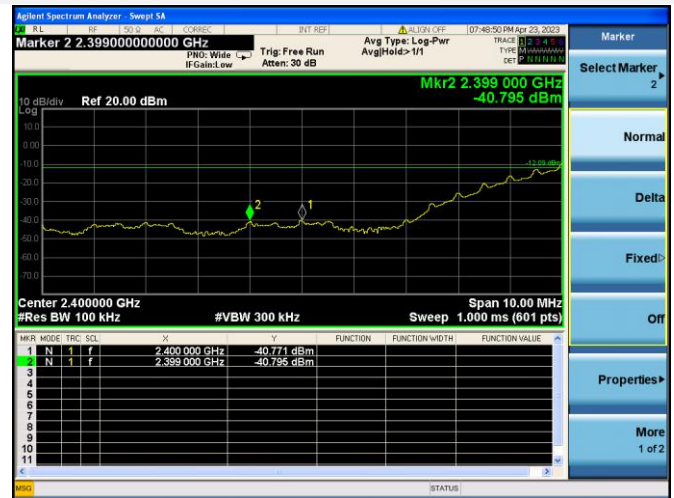 Agilent Spectrum Analyzer - Swept SA
RL RF 50 Ω AC CORREC INT REF ALIGN OFF 07:48:50 PM Apr 23, 2023
Marker 2 2.399000000000 GHz
PNO: Wide Trig: Free Run Avg Type: Log-Pwr TRACE 1 2 3 4 5 6
IFGain:Low Atten: 30 dB Avg|Hold>1/1 TYPE M
DET P N N N N N
Mkr2 2.399 000 GHz
10 dB/div Ref 20.00 dBm -40.795 dBm
Log
10.0
0.00
-10.0
-12.09 dBm
-20.0
-30.0
2 1
-40.0
-50.0
-60.0
-70.0
Center 2.400000 GHz Span 10.00 MHz
#Res BW 100 kHz #VBW 300 kHz Sweep 1.000 ms (601 pts)
MKR MODE TRC SCL X Y FUNCTION FUNCTION WIDTH FUNCTION VALUE
1 N 1 f 2.400 000 GHz -40.771 dBm
2 N 1 f 2.399 000 GHz -40.795 dBm
3
4
5
6
7
8
9
10
11
MSG STATUS
Marker
Select Marker
2
Normal
Delta
Fixed
Off
Properties
More
1 of 2